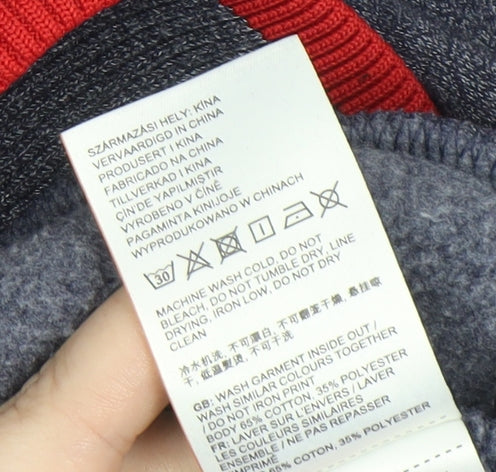 SZÁRMAZÁSI HELY: KÍNA
VERVAARDIGD IN CHINA
PRODUSERT I KINA
FABRICADO NA CHINA
TILLVERKAD I KINA
ÇİN DE YAPILMIŞTIR
VYROBENO V ČÍNĚ
PAGAMINTA KINIJOJE
WYPRODUKOWANO W CHINACH
30
MACHINE WASH COLD, DO NOT
BLEACH, DO NOT TUMBLE DRY, LINE
DRYING, IRON LOW, DO NOT DRY
CLEAN
冷水机洗, 不可漂白, 不可翻笼干燥, 悬挂晾
干, 低温熨烫, 不可干洗
GB: WASH GARMENT INSIDE OUT /
WASH SIMILAR COLOURS TOGETHER
/ DO NOT IRON PRINT
BODY 65% COTTON, 35% POLYESTER
FR: LAVER SUR L'ENVERS / LAVER
LES COULEURS SIMILAIRES
ENSEMBLE / NE PAS REPASSER
IMPRIMÉ
65% COTON, 35% POLYESTER